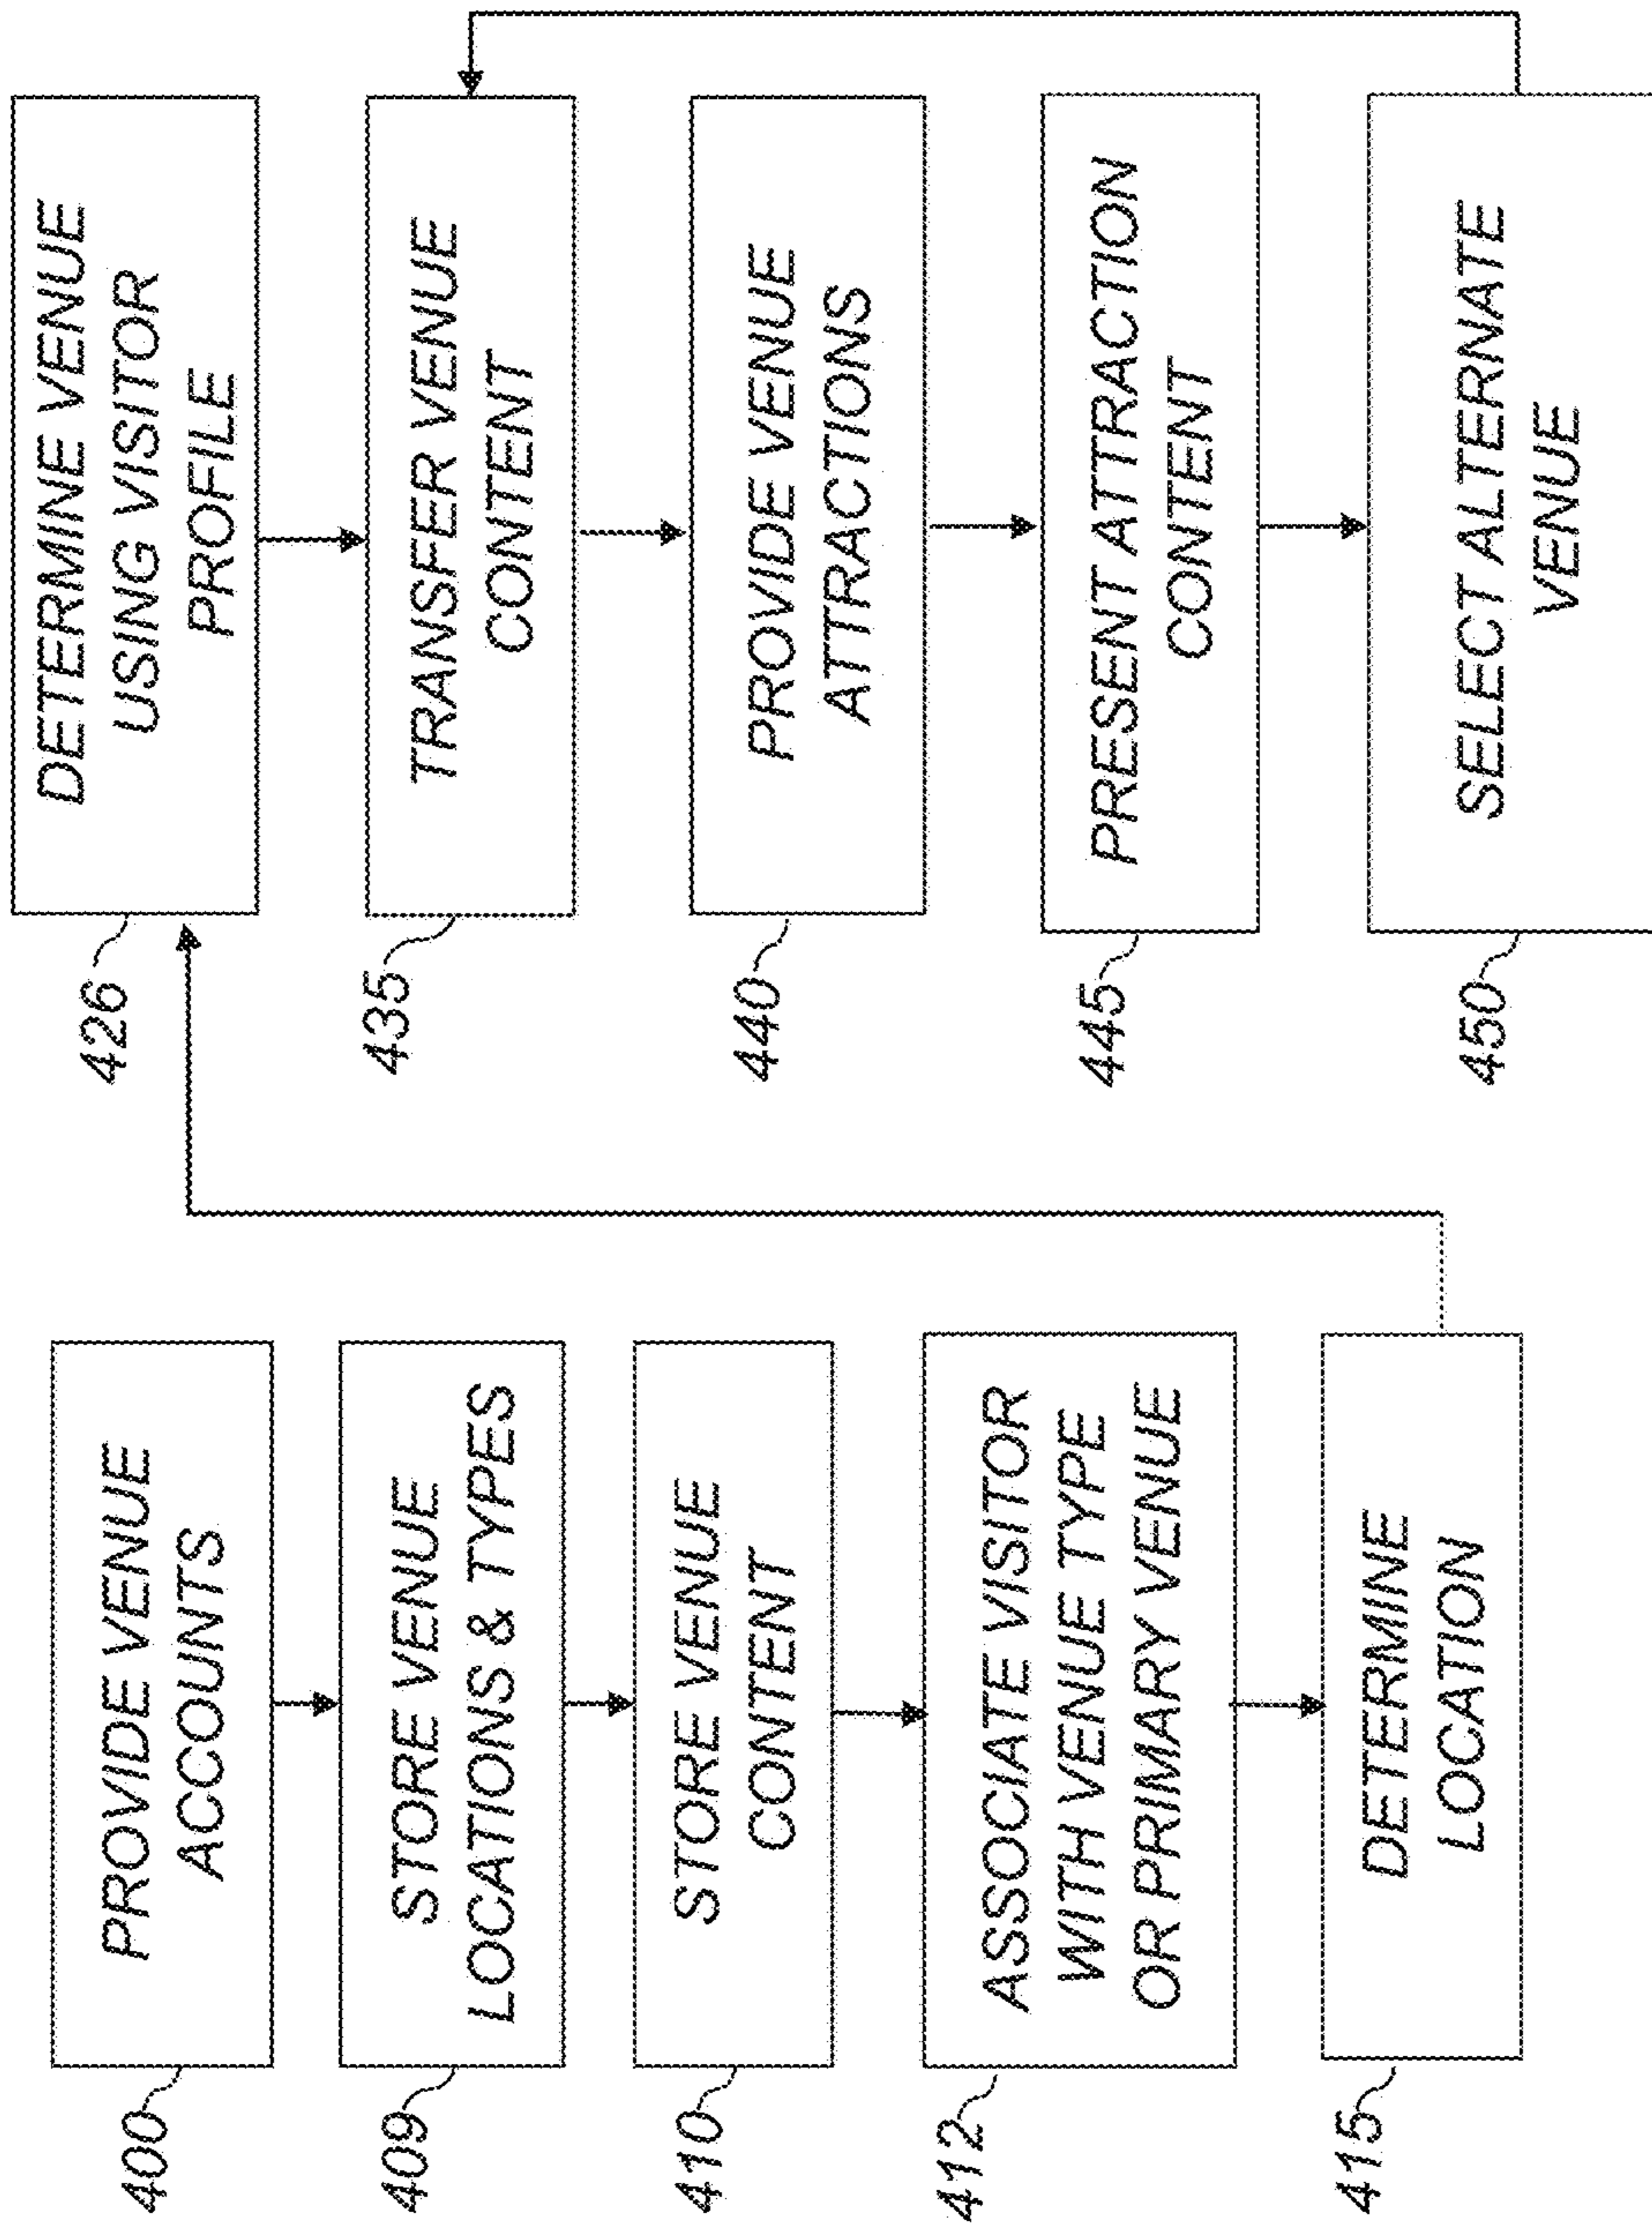 400
PROVIDE VENUE
ACCOUNTS
409
STORE VENUE
LOCATIONS & TYPES
410
STORE VENUE
CONTENT
412
ASSOCIATE VISITOR
WITH VENUE TYPE
OR PRIMARY VENUE
415
DETERMINE
LOCATION
426
DETERMINE VENUE
USING VISITOR
PROFILE
435
TRANSFER VENUE
CONTENT
440
PROVIDE VENUE
ATTRACTIONS
445
PRESENT ATTRACTION
CONTENT
450
SELECT ALTERNATE
VENUE